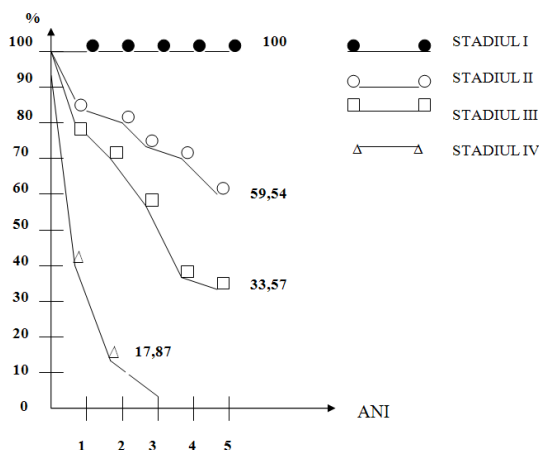 %
100
90
80
70
60
50
40
30
20
10
0
100
59,54
33,57
17,87
1 2 3 4 5
ANI
STADIUL I
STADIUL II
STADIUL III
STADIUL IV